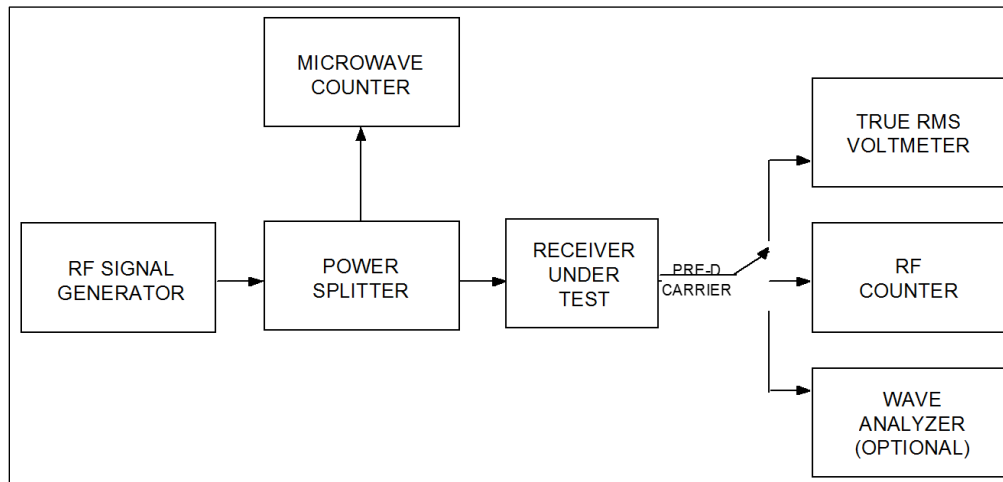 MICROWAVE
COUNTER
TRUE RMS
VOLTMETER
RF SIGNAL
GENERATOR
POWER
SPLITTER
RECEIVER
UNDER
TEST
PRE-D
CARRIER
RF
COUNTER
WAVE
ANALYZER
(OPTIONAL)